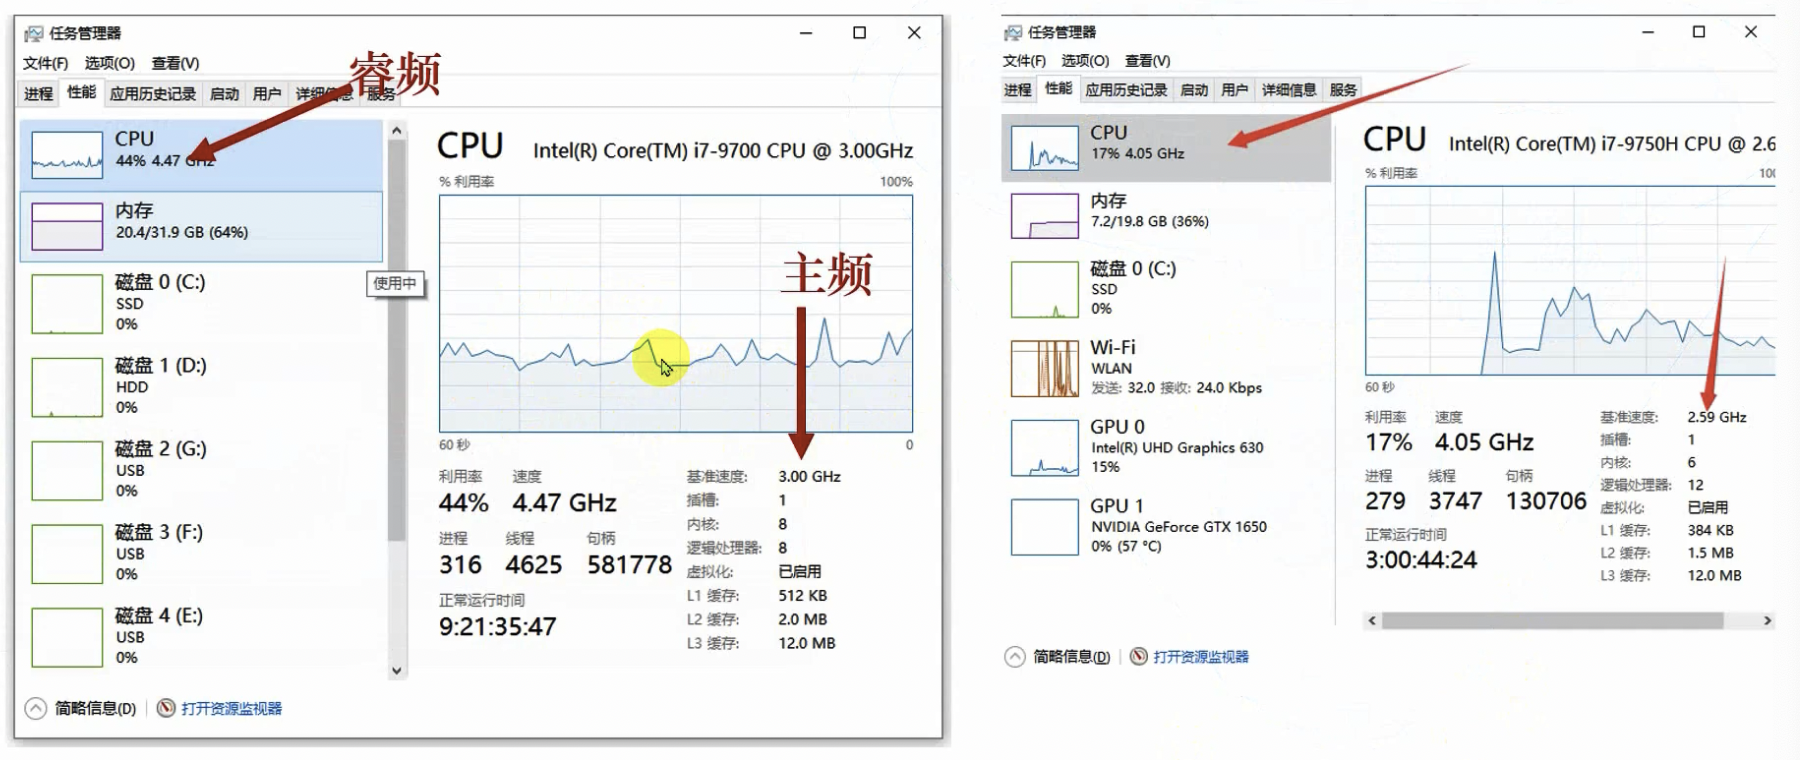 任务管理器
文件(F) 选项(O) 查看(V)
睿频
进程 性能 应用历史记录 启动 用户 详细信息 服务
CPU
44% 4.47 GHz
内存
20.4/31.9 GB (64%)
磁盘 0 (C:)
SSD
0%
磁盘 1 (D:)
HDD
0%
磁盘 2 (G:)
USB
0%
磁盘 3 (F:)
USB
0%
磁盘 4 (E:)
USB
0%
使用中
CPU Intel(R) Core(TM) i7-9700 CPU @ 3.00GHz
% 利用率 100%
主频
60 秒 0
利用率 速度
44% 4.47 GHz
进程 线程 句柄
316 4625 581778
正常运行时间
9:21:35:47
基准速度: 3.00 GHz
插槽: 1
内核: 8
逻辑处理器: 8
虚拟化: 已启用
L1 缓存: 512 KB
L2 缓存: 2.0 MB
L3 缓存: 12.0 MB
简略信息(D) 打开资源监视器
任务管理器
文件(F) 选项(O) 查看(V)
进程 性能 应用历史记录 启动 用户 详细信息 服务
CPU
17% 4.05 GHz
内存
7.2/19.8 GB (36%)
磁盘 0 (C:)
SSD
0%
Wi-Fi
WLAN
发送: 32.0 接收: 24.0 Kbps
GPU 0
Intel(R) UHD Graphics 630
15%
GPU 1
NVIDIA GeForce GTX 1650
0% (57 °C)
CPU Intel(R) Core(TM) i7-9750H CPU @ 2.6
% 利用率 100
60 秒
利用率 速度
17% 4.05 GHz
进程 线程 句柄
279 3747 130706
正常运行时间
3:00:44:24
基准速度: 2.59 GHz
插槽: 1
内核: 6
逻辑处理器: 12
虚拟化: 已启用
L1 缓存: 384 KB
L2 缓存: 1.5 MB
L3 缓存: 12.0 MB
简略信息(D) 打开资源监视器